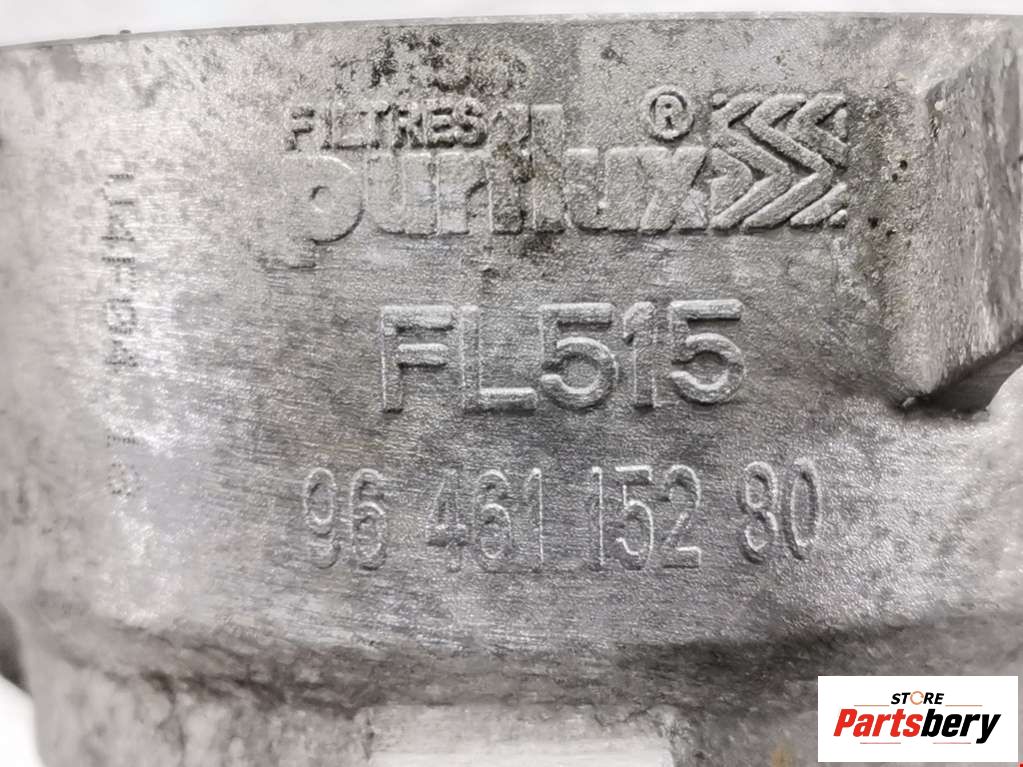 FILTRES
purflux®
FL515
96 461 152 80
STORE
Partsbery